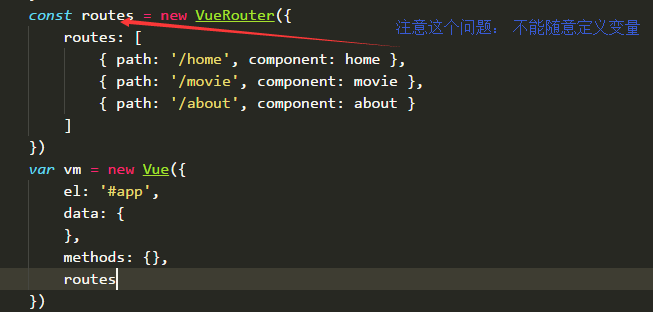 const routes = new VueRouter({
注意这个问题： 不能随意定义变量
routes: [
{ path: '/home', component: home },
{ path: '/movie', component: movie },
{ path: '/about', component: about }
]
})
var vm = new Vue({
el: '#app',
data: {
},
methods: {},
routes
})